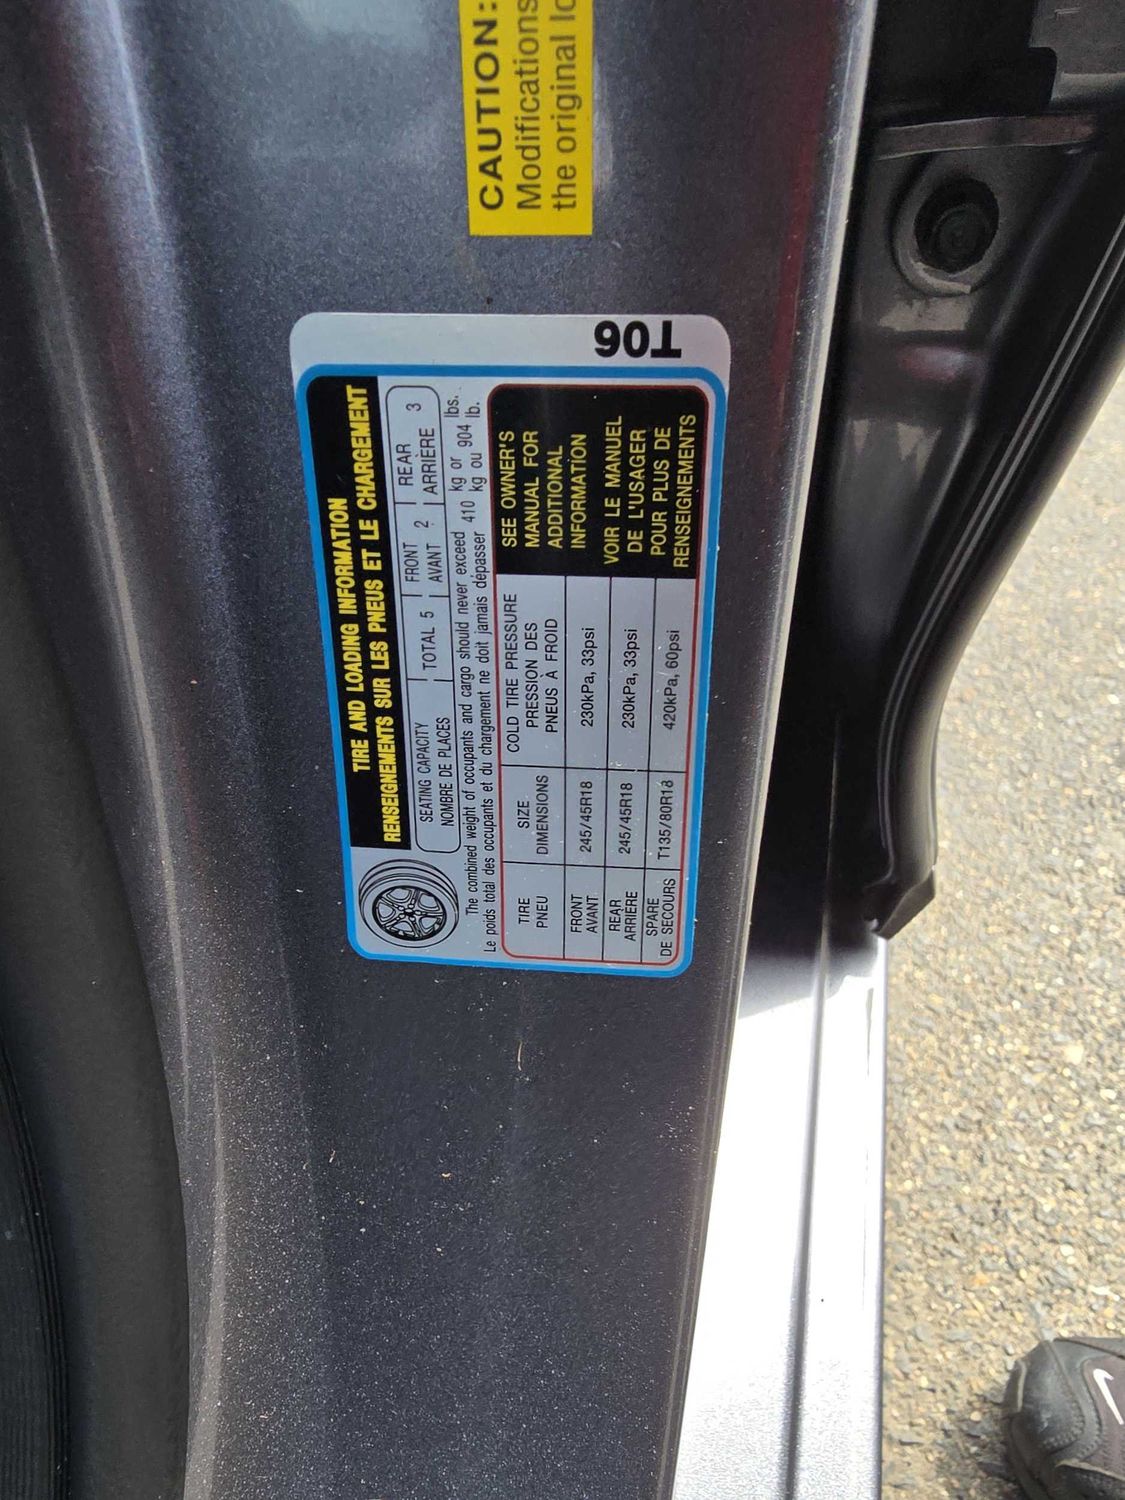 CAUTION:
Modifications
the original
T06
TIRE AND LOADING INFORMATION
RENSEIGNEMENTS SUR LES PNEUS ET LE CHARGEMENT
SEATING CAPACITY
NOMBRE DE PLACES
TOTAL 5
FRONT
AVANT 2
REAR
ARRIÈRE 3
The combined weight of occupants and cargo should never exceed 410 kg or 904 lbs.
Le poids total des occupants et du chargement ne doit jamais dépasser kg ou lb.
TIRE
PNEU
SIZE
DIMENSIONS
COLD TIRE PRESSURE
PRESSION DES
PNEUS À FROID
FRONT
AVANT
245/45R18
230kPa, 33psi
REAR
ARRIERE
245/45R18
230kPa, 33psi
SPARE
DE SECOURS
T135/80R18
420kPa, 60psi
SEE OWNER'S
MANUAL FOR
ADDITIONAL
INFORMATION
VOIR LE MANUEL
DE L'USAGER
POUR PLUS DE
RENSEIGNEMENTS